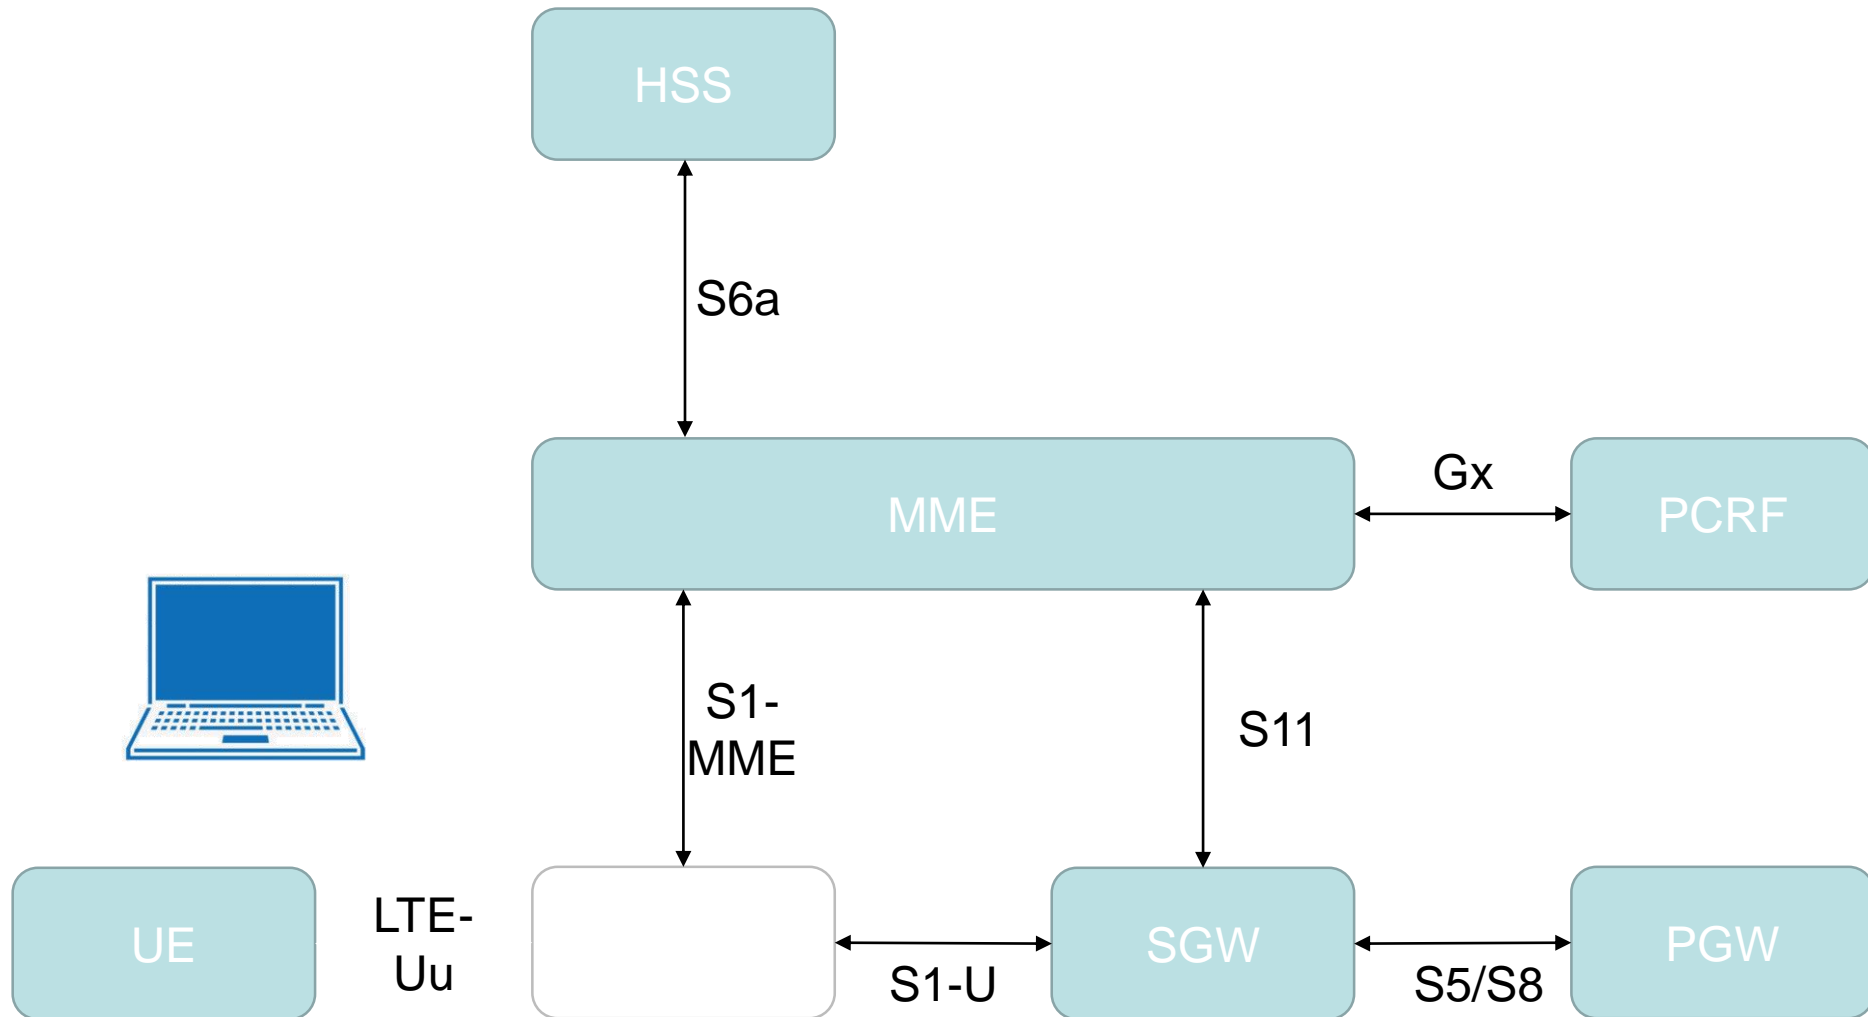 HSS
S6a
MME
Gx
PCRF
S1-
MME
S11
UE
LTE-
Uu
S1-U
SGW
S5/S8
PGW